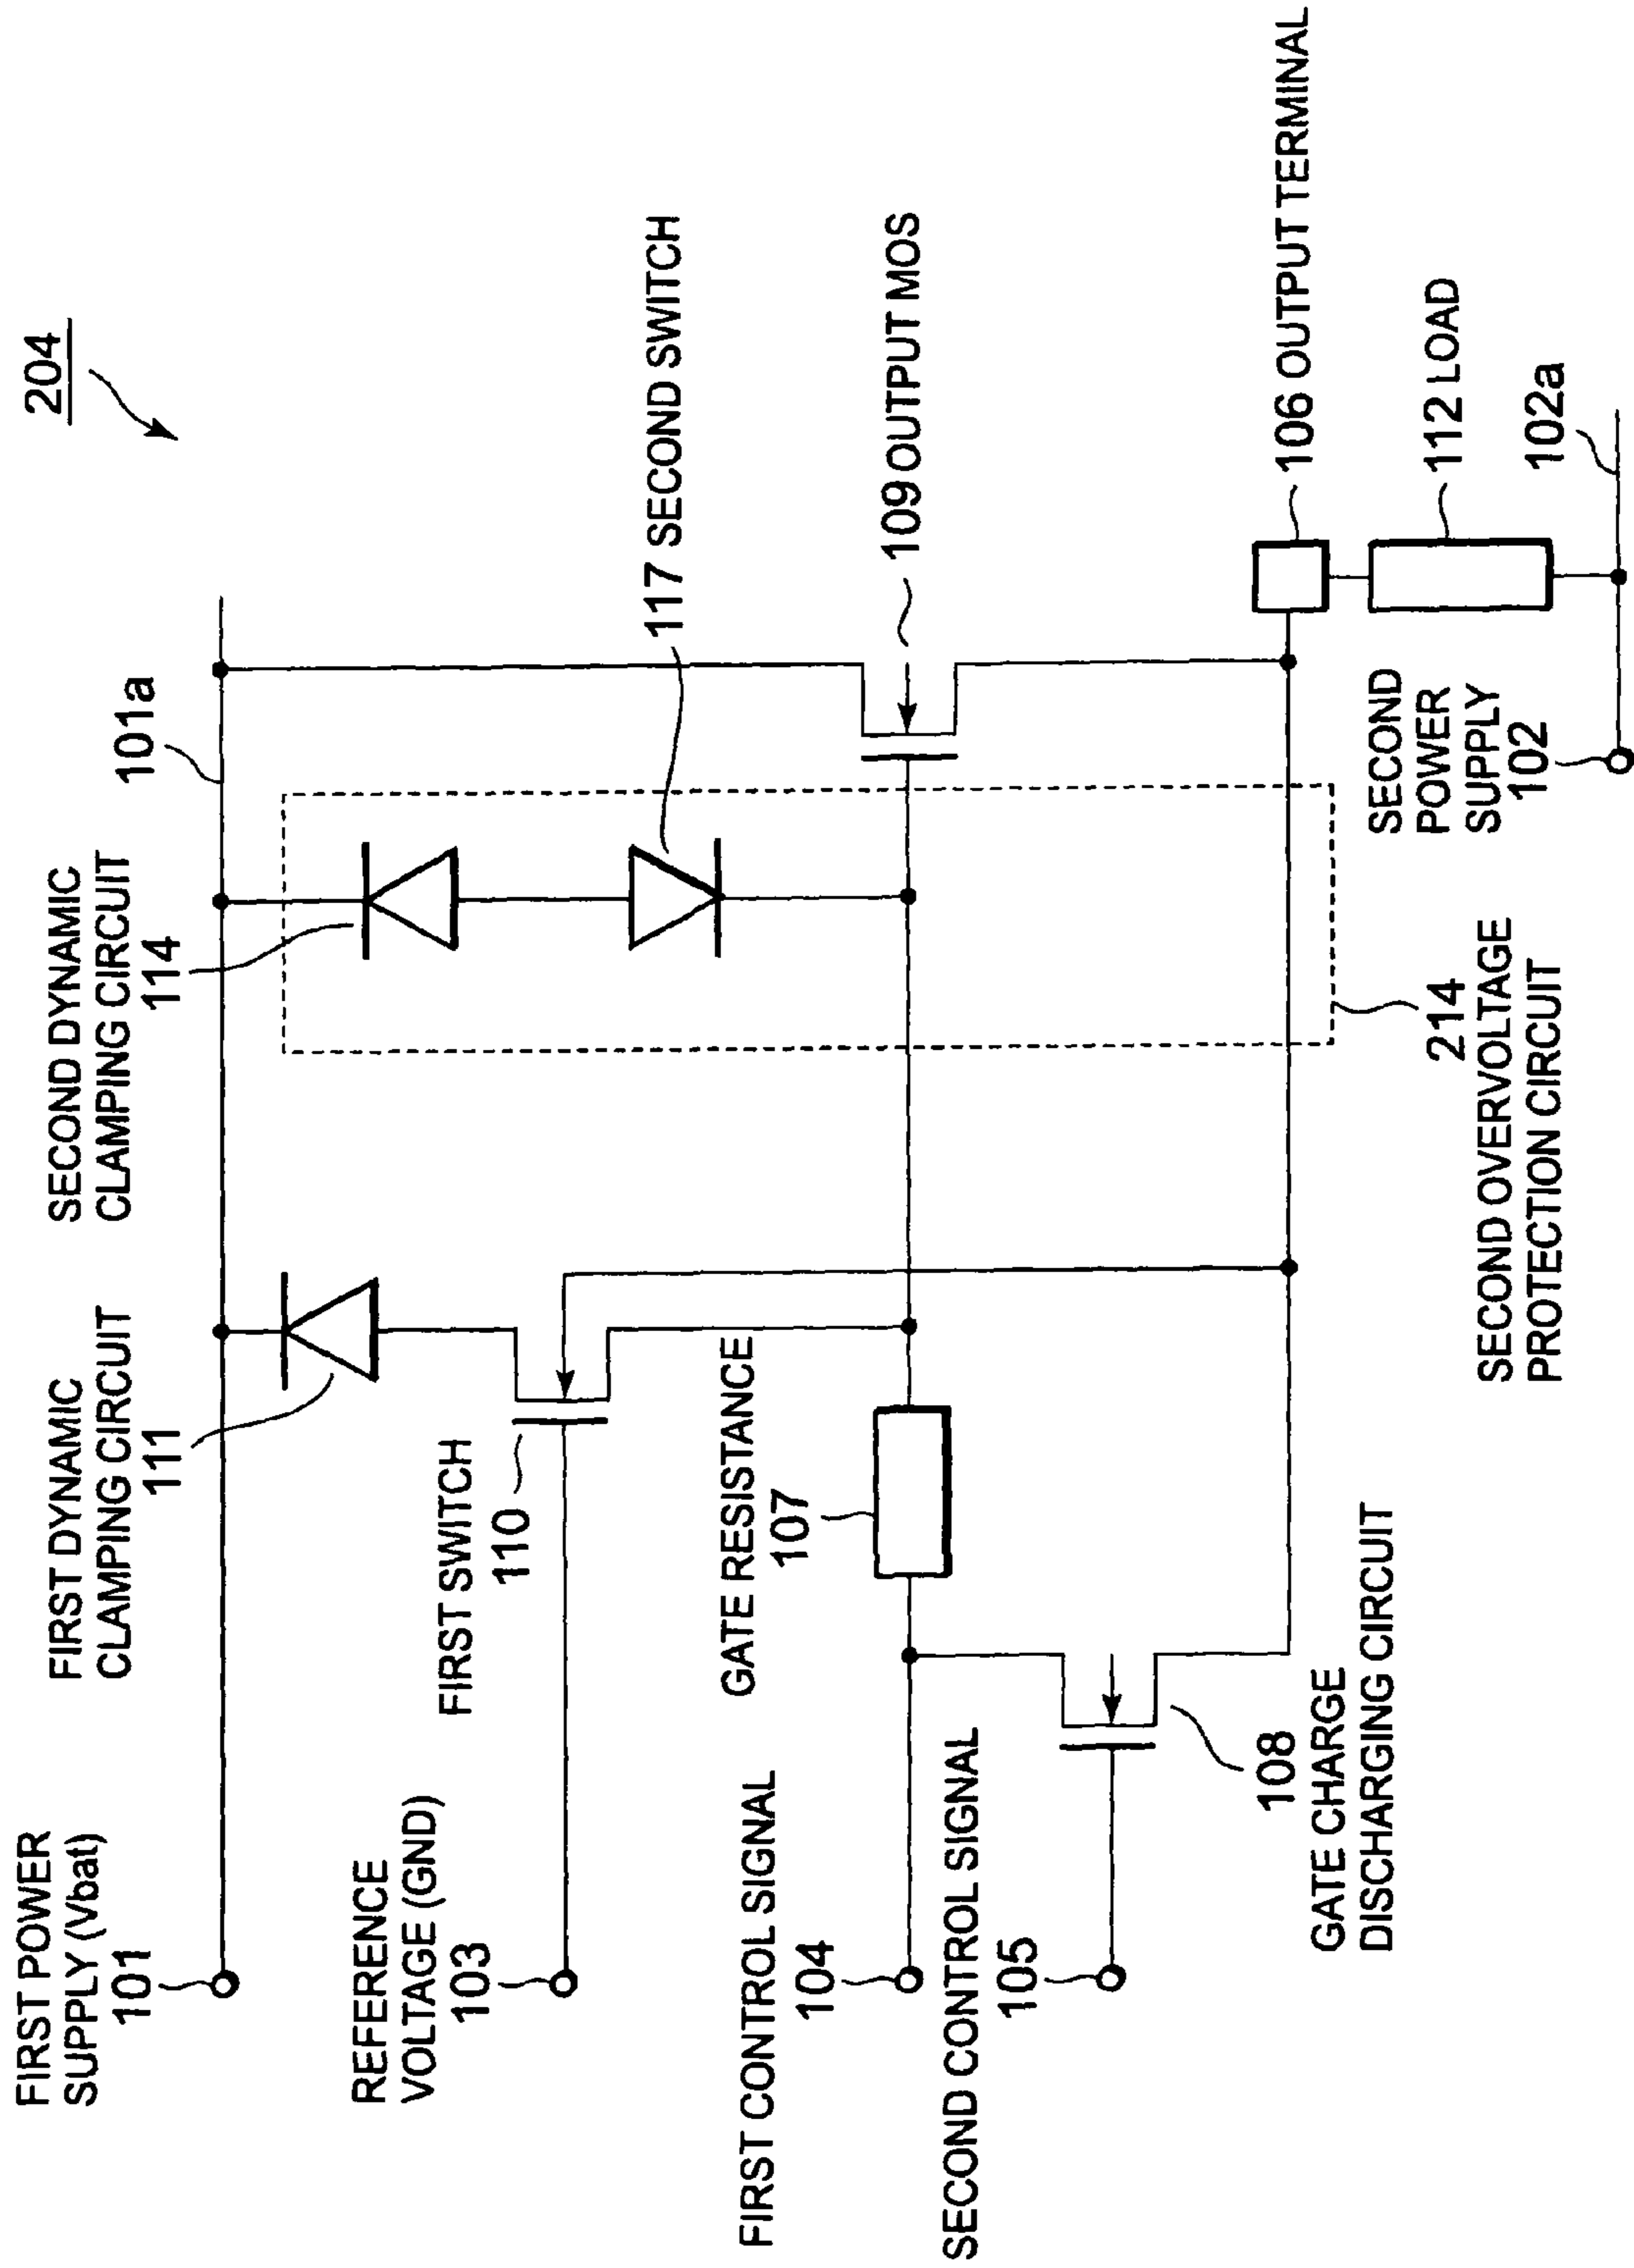 204
FIRST POWER
SUPPLY (Vbat)
101
FIRST DYNAMIC
CLAMPING CIRCUIT
111
SECOND DYNAMIC
CLAMPING CIRCUIT
114
101a
117 SECOND SWITCH
REFERENCE
VOLTAGE (GND)
103
FIRST SWITCH
110
109 OUTPUT MOS
FIRST CONTROL SIGNAL
104
GATE RESISTANCE
107
SECOND CONTROL SIGNAL
105
108
GATE CHARGE
DISCHARGING CIRCUIT
214
SECOND OVERVOLTAGE
PROTECTION CIRCUIT
106 OUTPUT TERMINAL
112 LOAD
102a
SECOND
POWER
SUPPLY
102